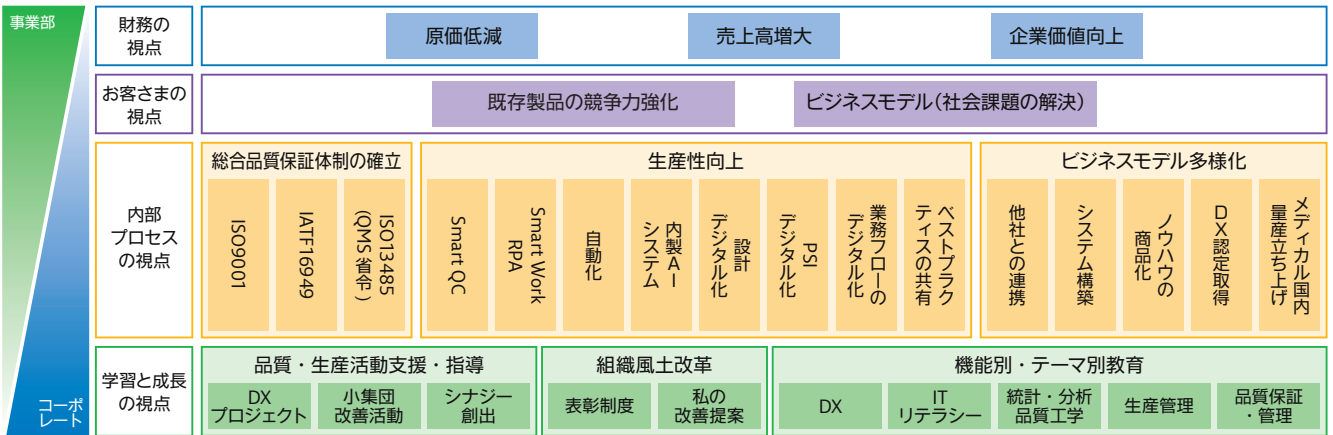 事業部
財務の
視点
原価低減
売上高増大
企業価値向上
お客さまの
視点
既存製品の競争力強化
ビジネスモデル(社会課題の解決)
内部
プロセス
の視点
総合品質保証体制の確立
ISO9001
IATF16949
ISO13485
(QMS省令)
生産性向上
Smart QC
Smart Work
RPA
自動化
内製AI
システム
設計
デジタル化
PSI
デジタル化
業務フローの
デジタル化
ベストプラク
ティスの共有
ビジネスモデル多様化
他社との連携
システム構築
ノウハウの
商品化
DX認定取得
メディカル国内
量産立ち上げ
学習と成長
の視点
品質・生産活動支援・指導
DX
プロジェクト
小集団
改善活動
シナジー
創出
組織風土改革
表彰制度
私の
改善提案
機能別・テーマ別教育
DX
IT
リテラシー
統計・分析
品質工学
生産管理
品質保証
・管理
コーポ
レート